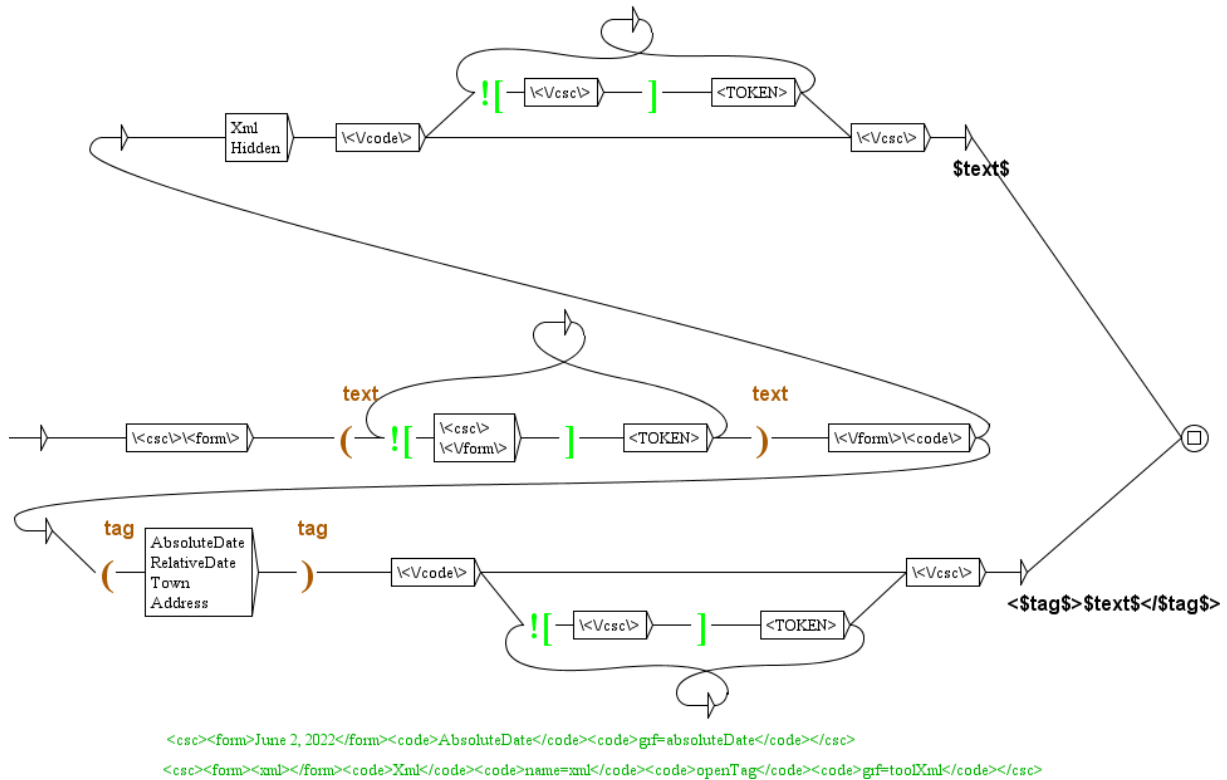 ![
\<\/csc\>
]
<TOKEN>
Xml
Hidden
\<\/code\>
\<\/csc\>
$text$
text
text
\<csc\>\<form\>
(
![
\<csc\>
\<\/form\>
]
<TOKEN>
)
\<\/form\>\<code\>
tag
tag
(
AbsoluteDate
RelativeDate
Town
Address
)
\<\/code\>
\<\/csc\>
<$tag$>$text$</$tag$>
![
\<\/csc\>
]
<TOKEN>
<csc><form>June 2, 2022</form><code>AbsoluteDate</code><code>grf=absoluteDate</code></csc>
<csc><form><xml></form><code>Xml</code><code>name=xml</code><code>openTag</code><code>grf=toolXml</code></csc>